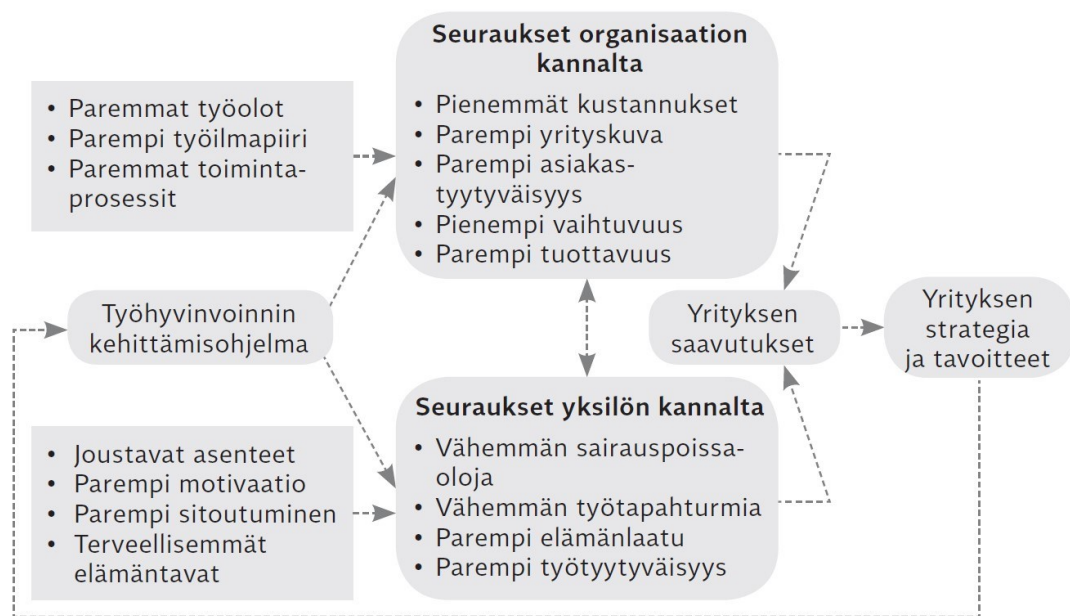 Seuraukset organisaation
kannalta
• Pienemmät kustannukset
• Parempi yrityskuva
• Parempi asiakas-
tyytyväisyys
• Pienempi vaihtuvuus
• Parempi tuottavuus
• Paremmat työolot
• Parempi työilmapiiri
• Paremmat toiminta-
prosessit
Työhyvinvoinnin
kehittämisohjelma
Yrityksen
saavutukset
Yrityksen
strategia
ja tavoitteet
Seuraukset yksilön kannalta
• Vähemmän sairauspoissa-
oloja
• Vähemmän työtapahturmia
• Parempi elämänlaatu
• Parempi työtyytyväisyys
• Joustavat asenteet
• Parempi motivaatio
• Parempi sitoutuminen
• Terveellisemmät
elämäntavat